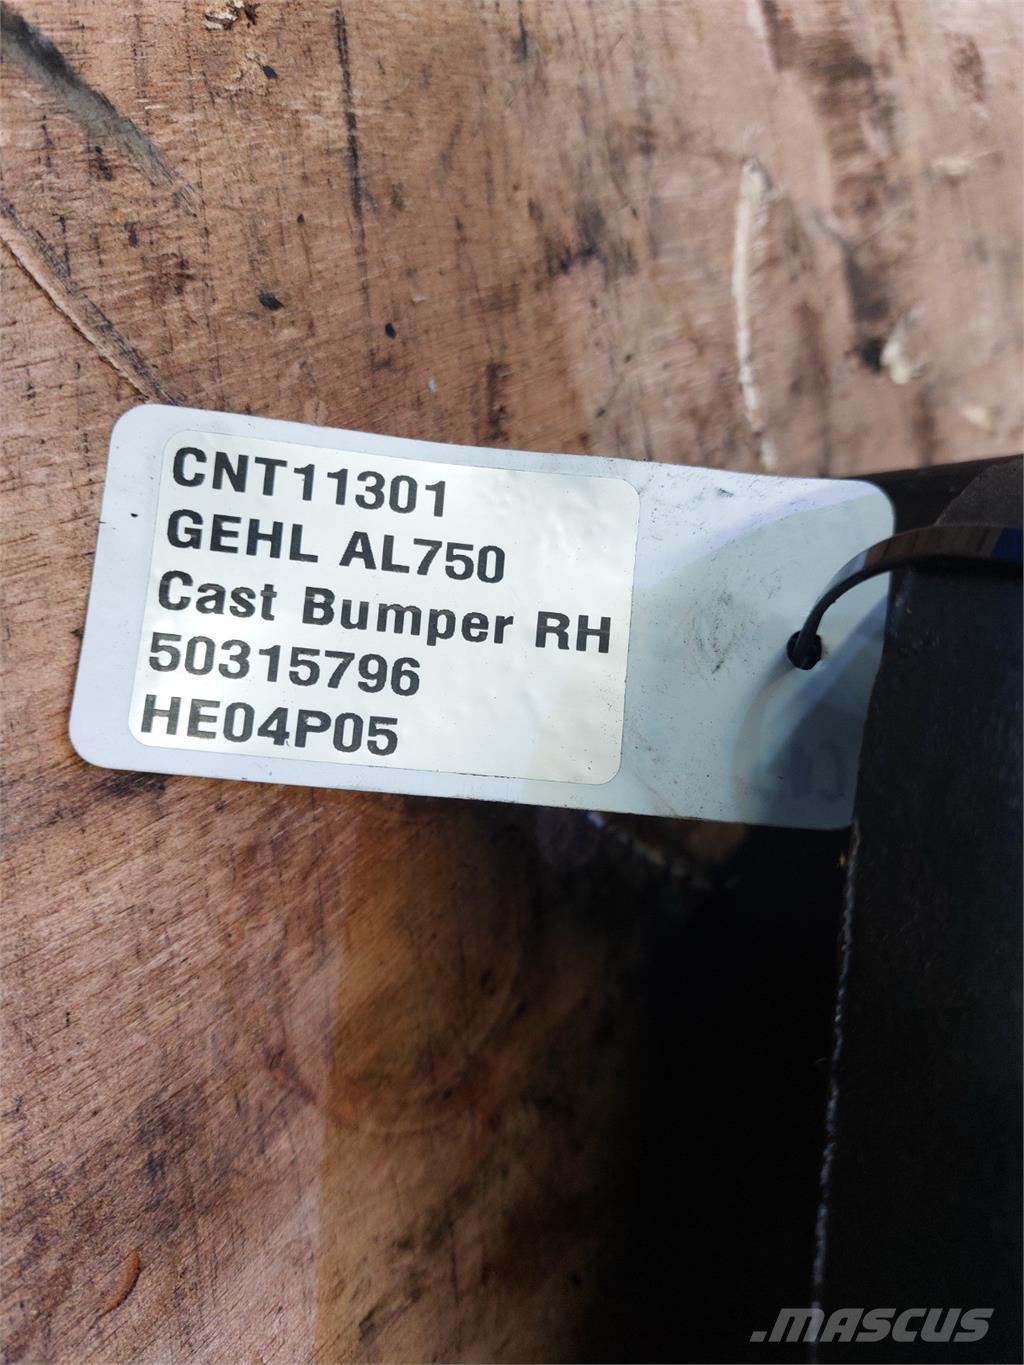 CNT11301
GEHL AL750
Cast Bumper RH
50315796
HE04P05
.MASCUS